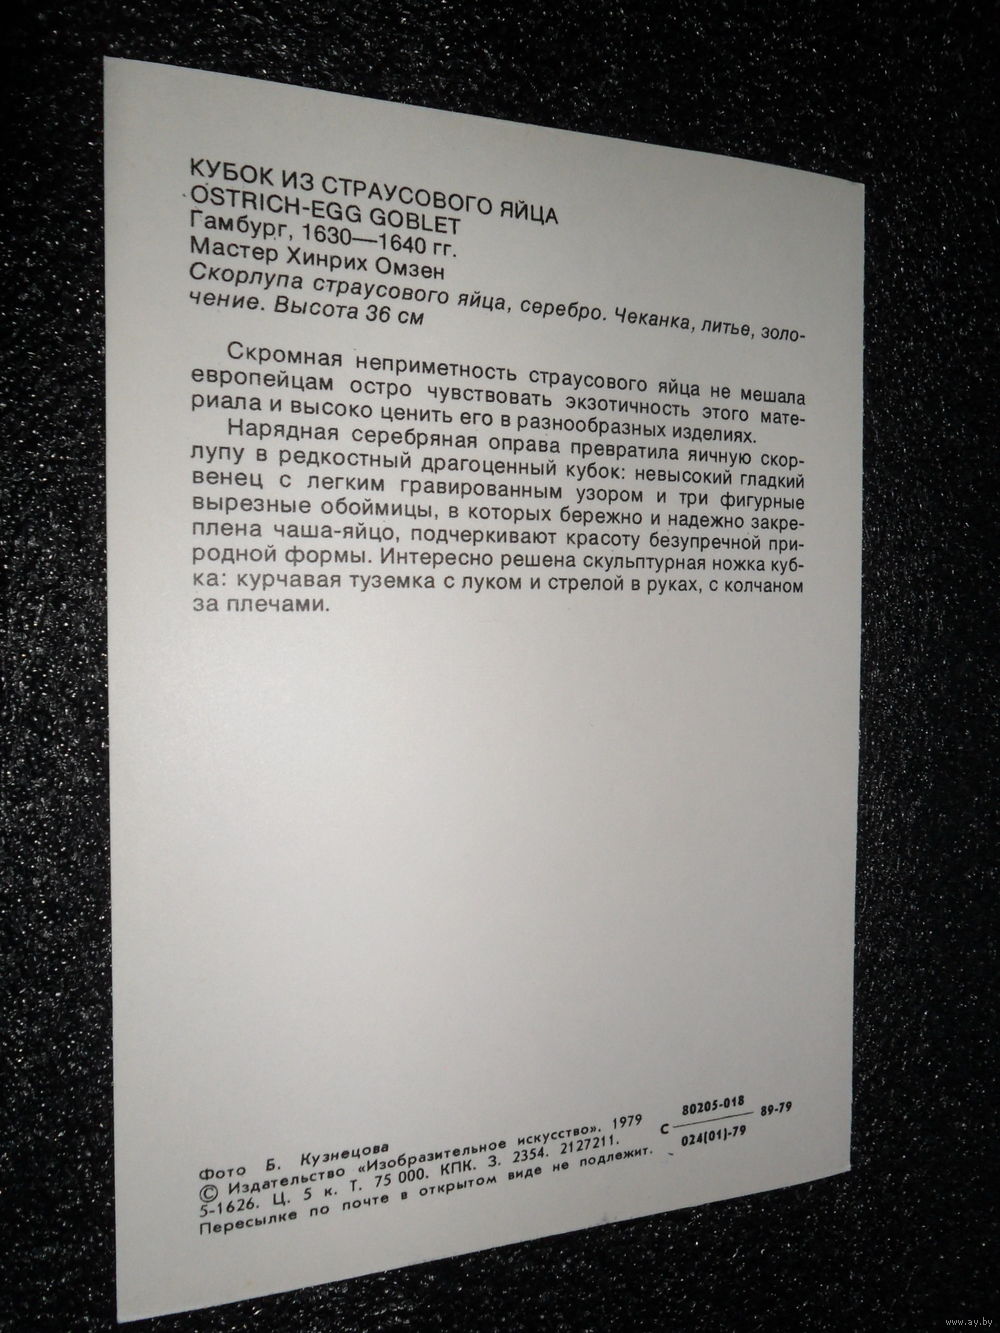 КУБОК ИЗ СТРАУСОВОГО ЯЙЦА
OSTRICH-EGG GOBLET
Гамбург, 1630—1640 гг.
Мастер Хинрих Омзен
Скорлупа страусового яйца, серебро. Чеканка, литье, золо-
чение. Высота 36 см
Скромная неприметность страусового яйца не мешала
европейцам остро чувствовать экзотичность этого мате-
риала и высоко ценить его в разнообразных изделиях.
Нарядная серебряная оправа превратила яичную скор-
лупу в редкостный драгоценный кубок: невысокий гладкий
венец с легким гравированным узором и три фигурные
вырезные обоймицы, в которых бережно и надежно закре-
плена чаша-яйцо, подчеркивают красоту безупречной при-
родной формы. Интересно решена скульптурная ножка куб-
ка: курчавая туземка с луком и стрелой в руках, с колчаном
за плечами.
Фото Б. Кузнецова
© Издательство «Изобразительное искусство». 1979
5-1626. Ц. 5 к. Т. 75 000. КПК. З. 2354. 2127211.
Пересылке по почте в открытом виде не подлежит.
80205-018
С 89-79
024(01)-79
www.ay.by